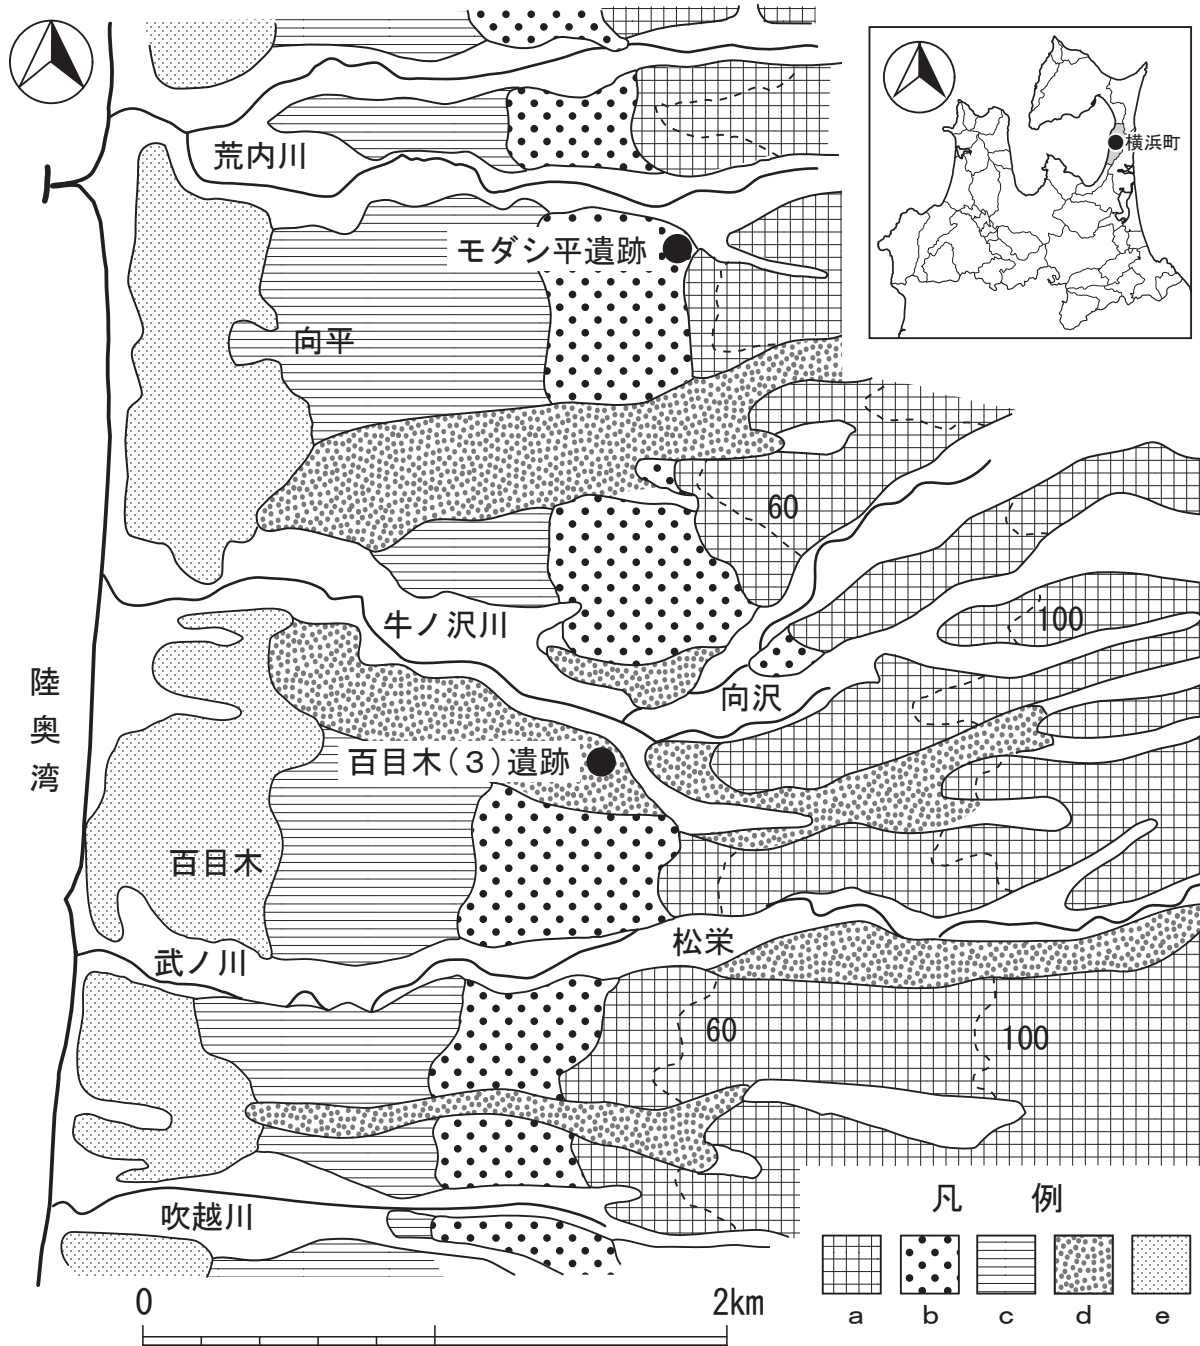 横浜町
荒内川
モダシ平遺跡
向平
60
100
牛ノ沢川
向沢
陸奥湾
百目木(3)遺跡
百目木
松栄
武ノ川
60
100
吹越川
凡 例
a b c d e
0 2km